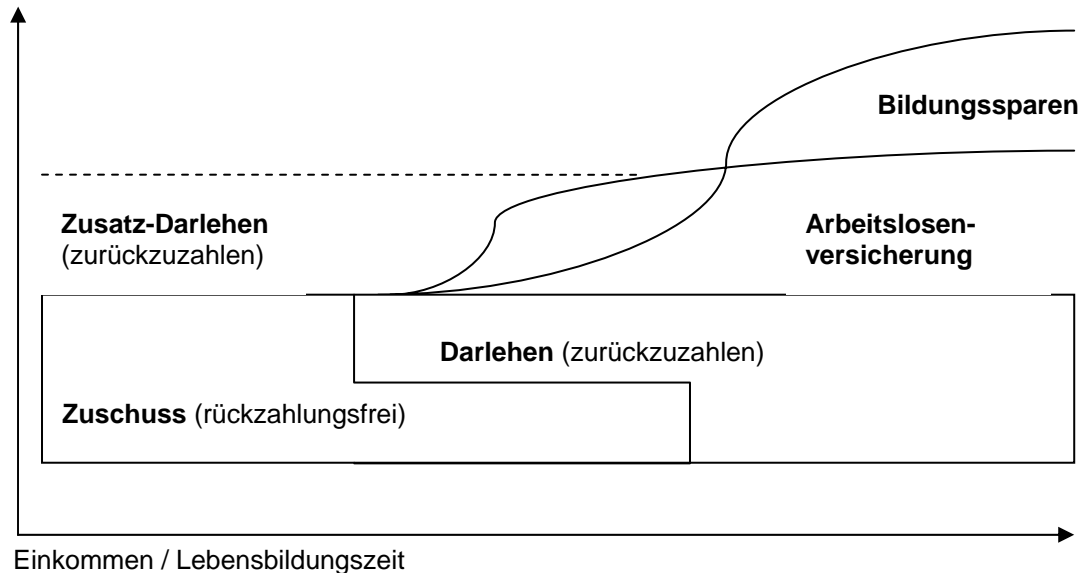 Bildungssparen
Zusatz-Darlehen
(zurückzuzahlen)
Arbeitslosen-
versicherung
Darlehen (zurückzuzahlen)
Zuschuss (rückzahlungsfrei)
Einkommen / Lebensbildungszeit